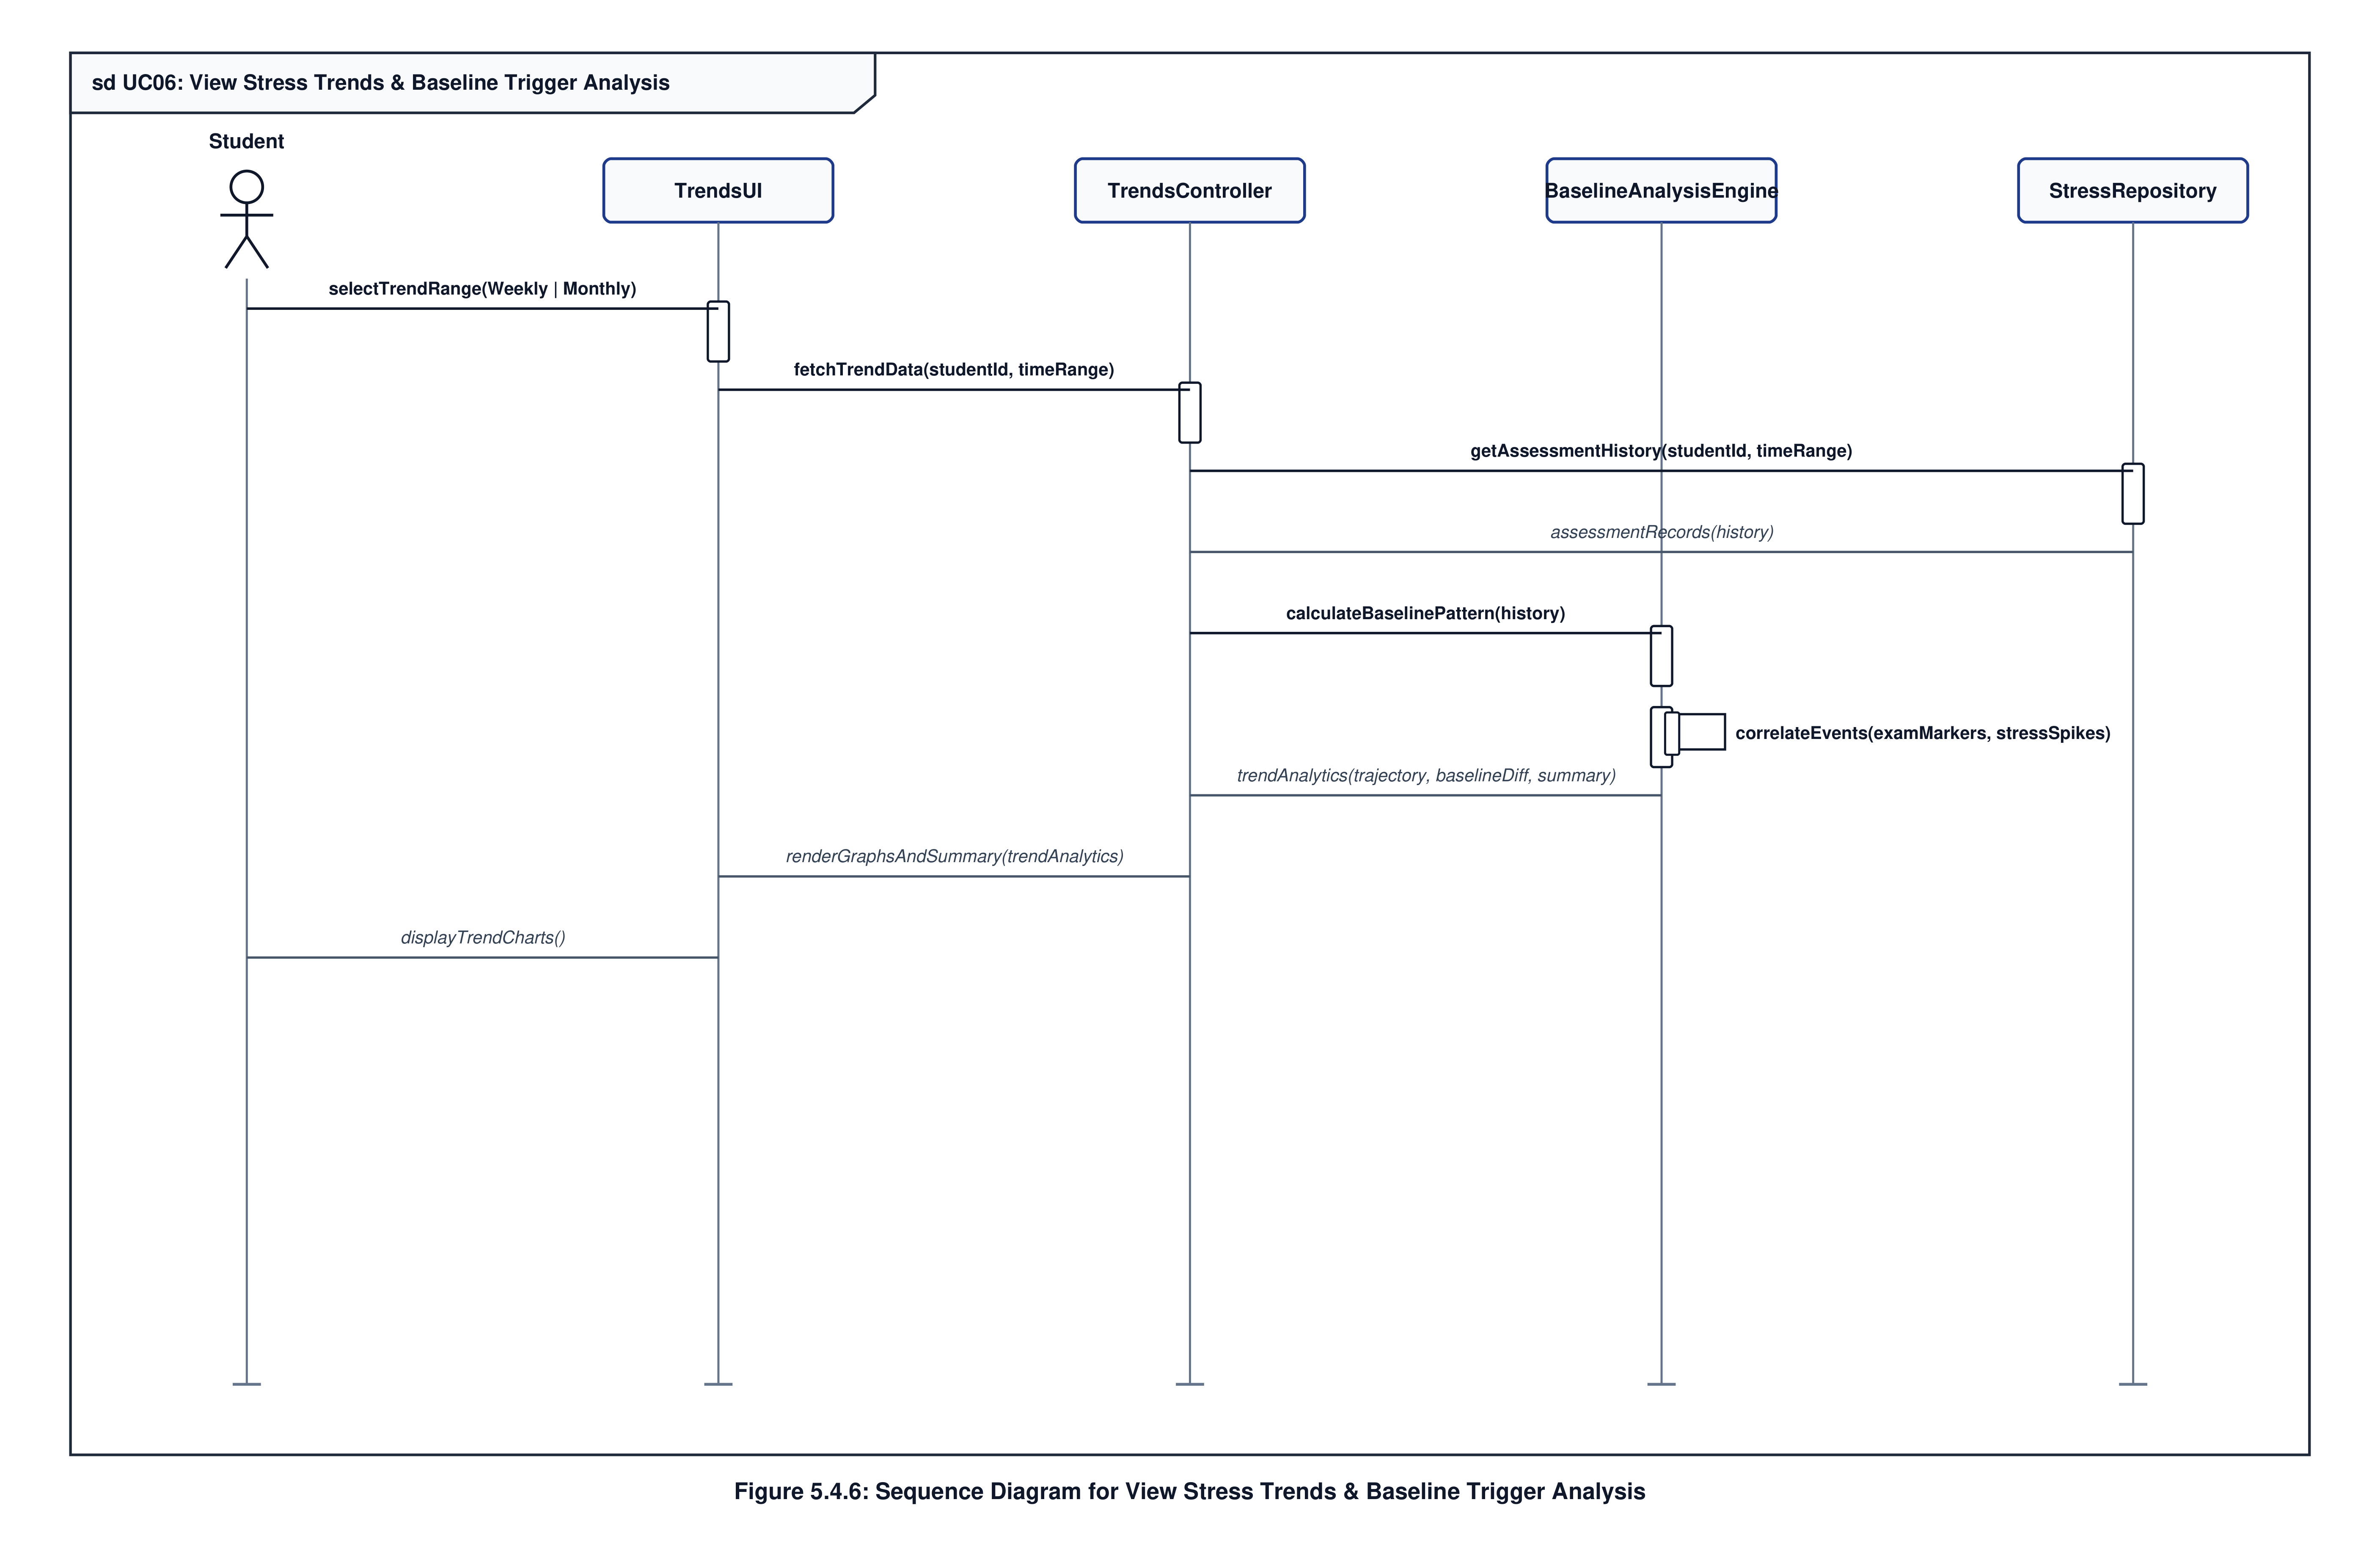 sd UC06: View Stress Trends & Baseline Trigger Analysis
Student
TrendsUI
TrendsController
BaselineAnalysisEngine
StressRepository
selectTrendRange(Weekly | Monthly)
fetchTrendData(studentId, timeRange)
getAssessmentHistory(studentId, timeRange)
assessmentRecords(history)
calculateBaselinePattern(history)
correlateEvents(examMarkers, stressSpikes)
trendAnalytics(trajectory, baselineDiff, summary)
renderGraphsAndSummary(trendAnalytics)
displayTrendCharts()
Figure 5.4.6: Sequence Diagram for View Stress Trends & Baseline Trigger Analysis